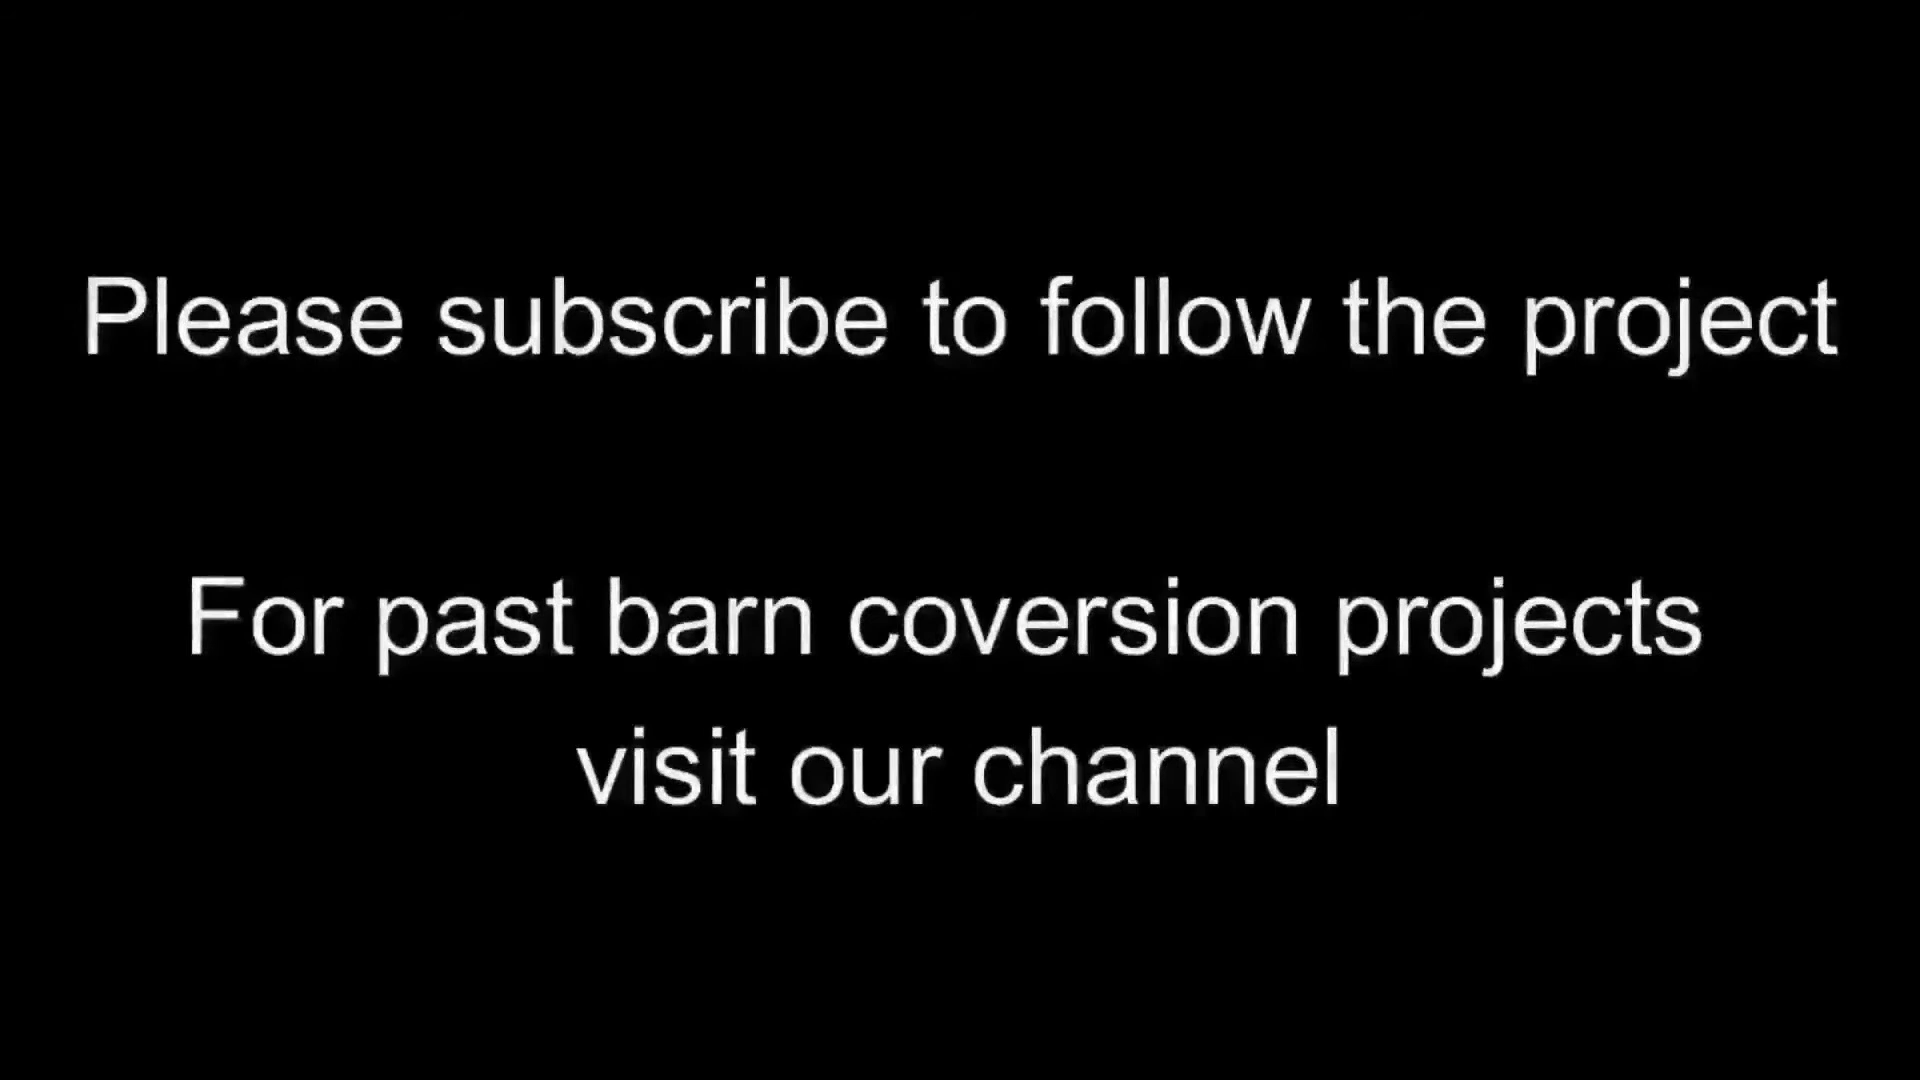 Please subscribe to follow the project
For past barn coversion projects
visit our channel